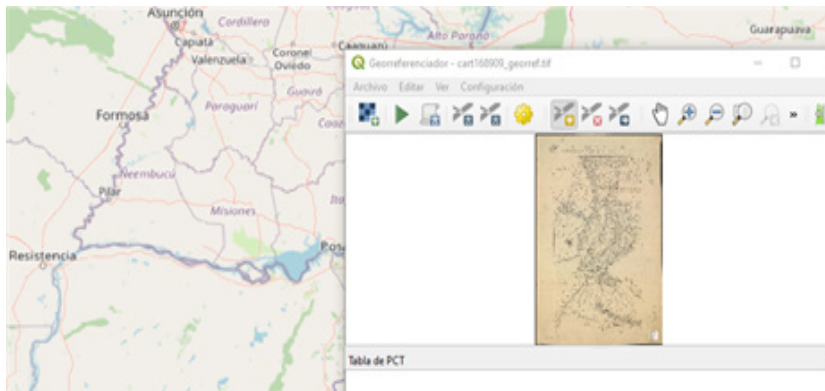 Asunción
Cordillera
Capiatá
Valenzuela
Coronel
Oviedo
Caaguazú
Alto Paraná
Guarapuava
Guairá
Paraguarí
Formosa
Ñeembucú
Pilar
Misiones
Resistencia
Georreferenciador - cart168909_georref.tif
Archivo Editar Ver Configuración
Tabla de PCT